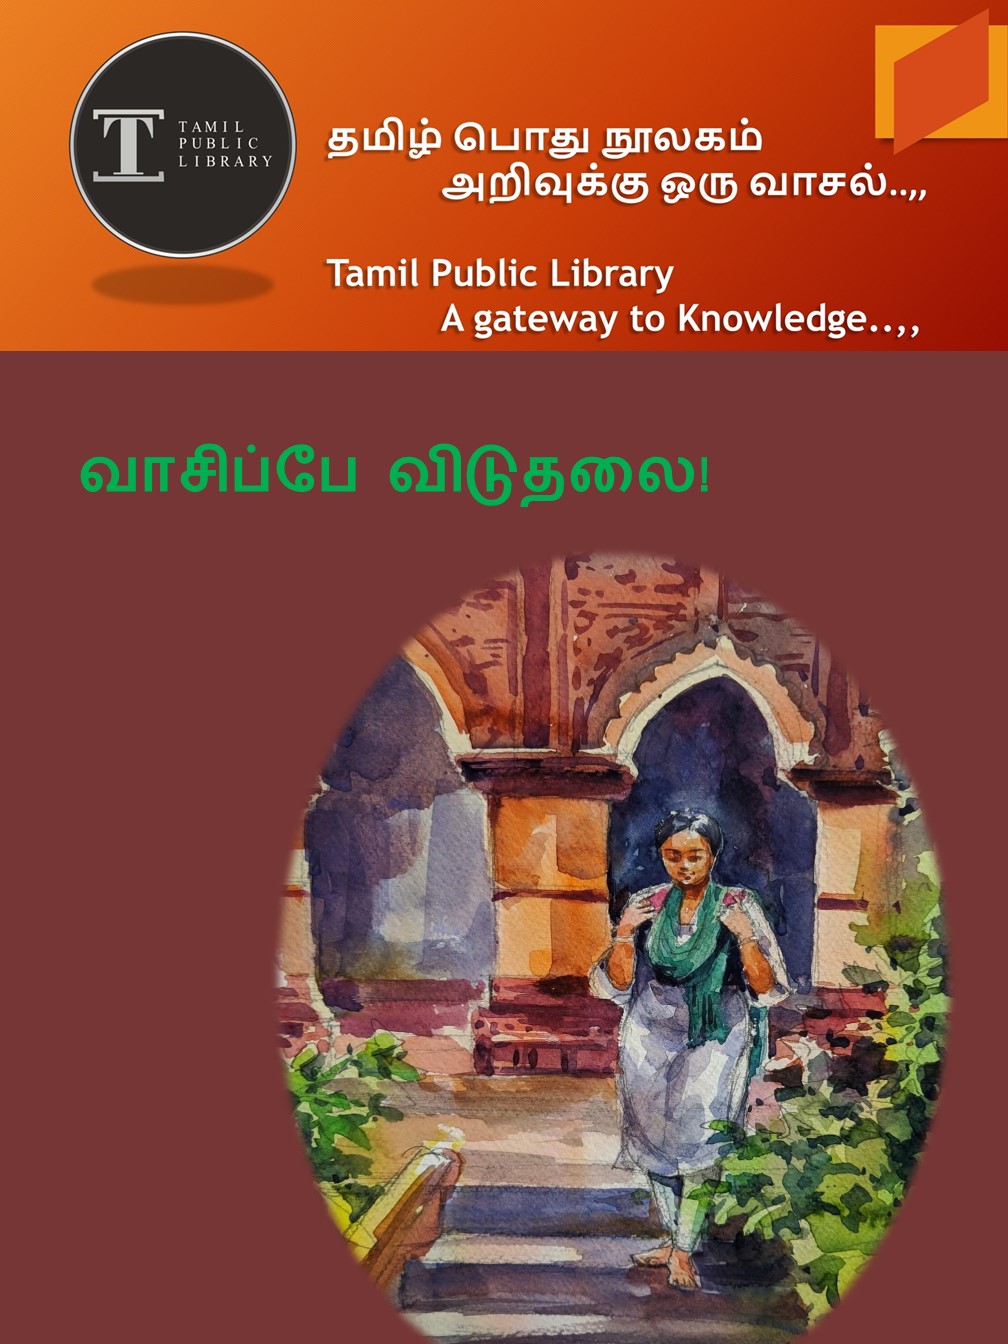 TAMIL
PUBLIC
LIBRARY
தமிழ் பொது நூலகம்
அறிவுக்கு ஒரு வாசல்..,,
Tamil Public Library
A gateway to Knowledge..,,
வாசிப்பே விடுதலை!